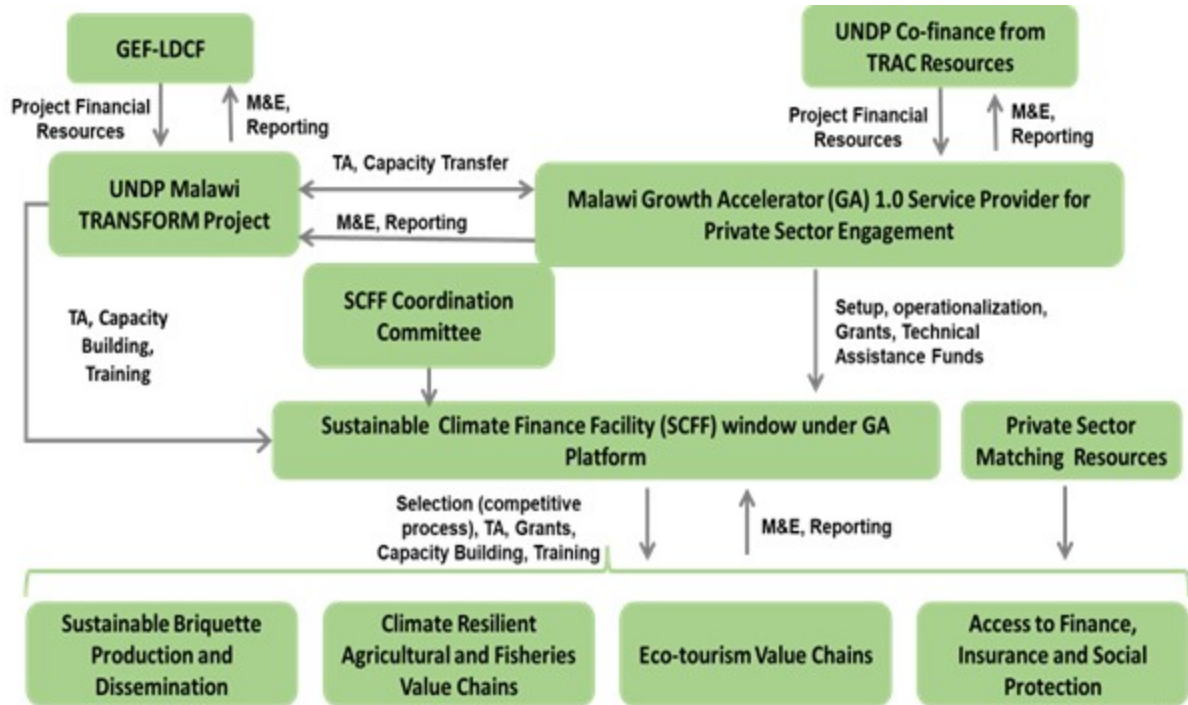 GEF-LDCF
UNDP Co-finance from
TRAC Resources
Project Financial
Resources
M&E,
Reporting
Project Financial
Resources
M&E,
Reporting
UNDP Malawi
TRANSFORM Project
TA, Capacity Transfer
M&E, Reporting
Malawi Growth Accelerator (GA) 1.0 Service Provider for
Private Sector Engagement
SCFF Coordination
Committee
TA, Capacity
Building,
Training
Setup, operationalization,
Grants, Technical
Assistance Funds
Sustainable Climate Finance Facility (SCFF) window under GA
Platform
Private Sector
Matching Resources
Selection (competitive
process), TA, Grants,
Capacity Building, Training
M&E, Reporting
Sustainable Briquette
Production and
Dissemination
Climate Resilient
Agricultural and Fisheries
Value Chains
Eco-tourism Value Chains
Access to Finance,
Insurance and Social
Protection